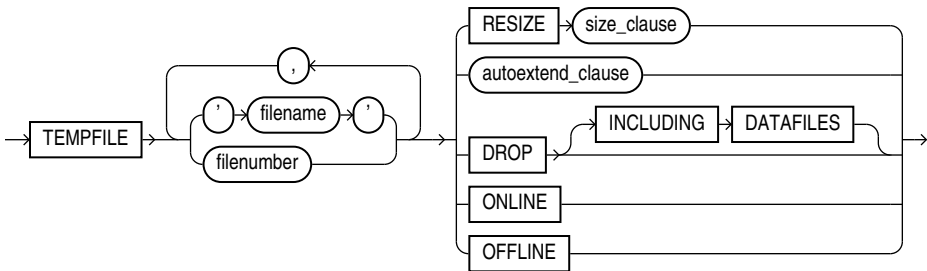 RESIZE size_clause
,
autoextend_clause
' filename ' INCLUDING DATAFILES
TEMPFILE
filenumber DROP
ONLINE
OFFLINE